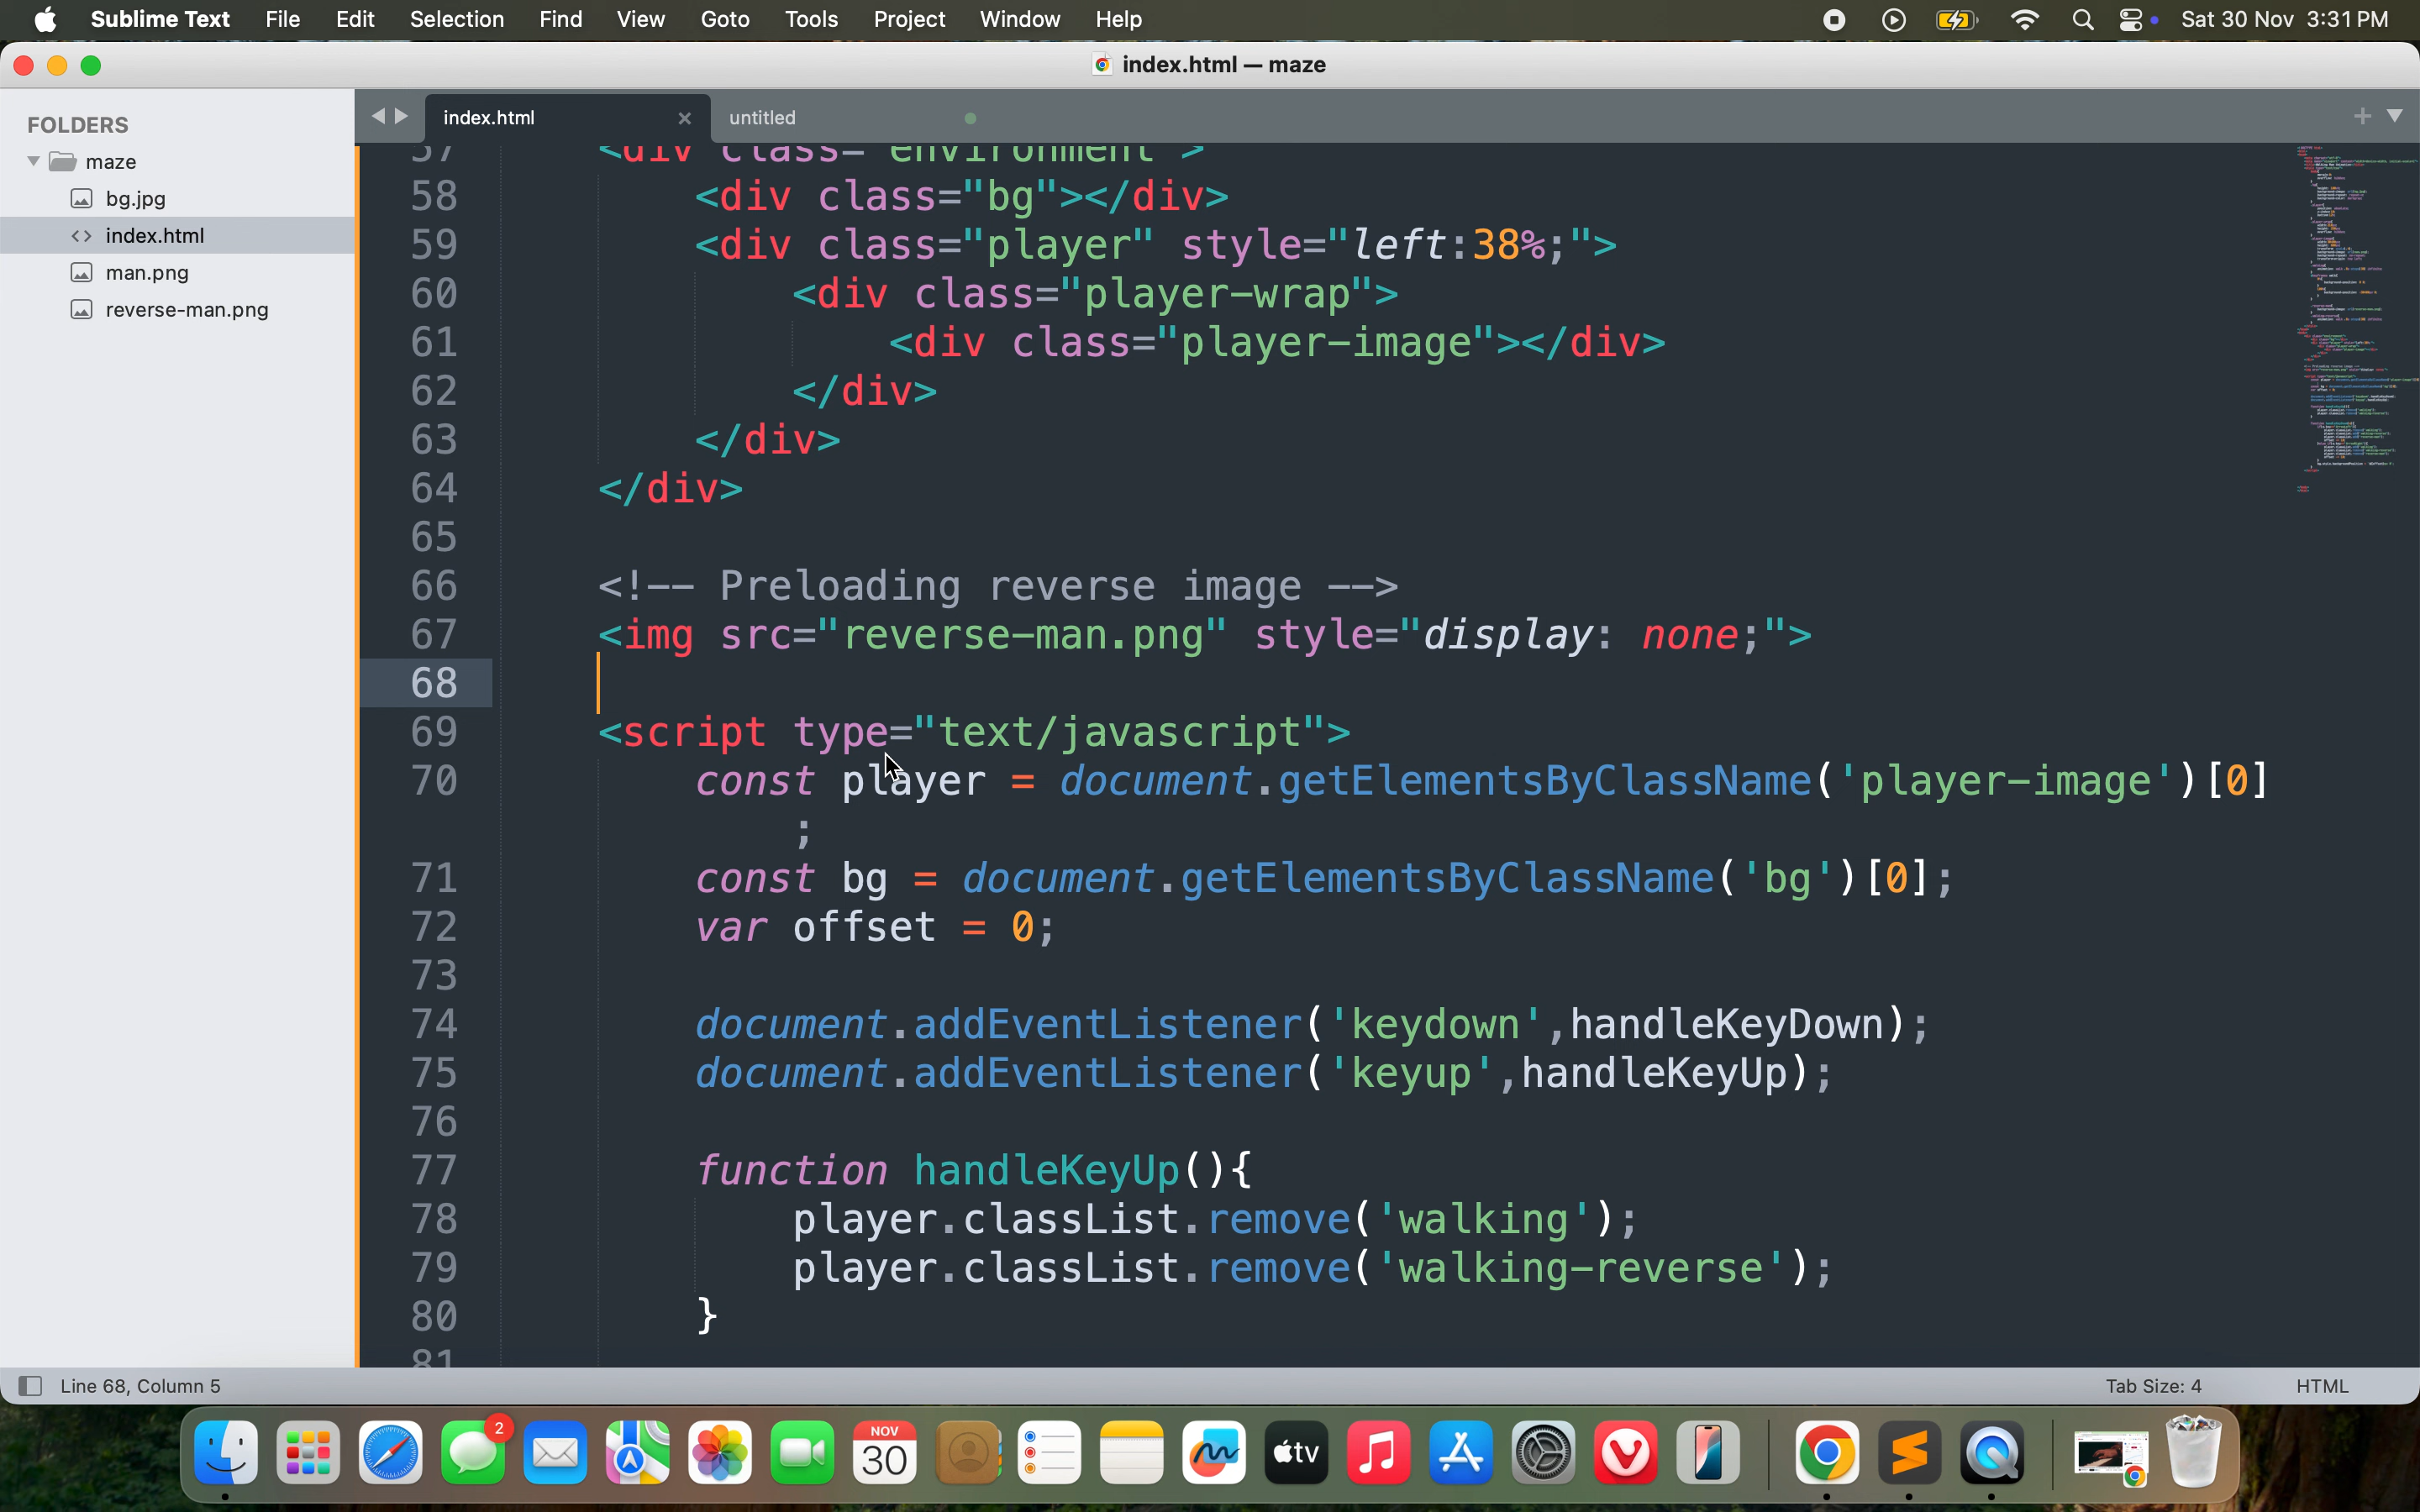 Sublime Text File Edit Selection Find View Goto Tools Project Window Help Sat 30 Nov 3:31 PM
index.html — maze
FOLDERS
maze
bg.jpg
index.html
man.png
reverse-man.png
index.html untitled
57 <div class="environment">
58 <div class="bg"></div>
59 <div class="player" style="left:38%;">
60 <div class="player-wrap">
61 <div class="player-image"></div>
62 </div>
63 </div>
64 </div>
65
66 <!-- Preloading reverse image -->
67 <img src="reverse-man.png" style="display: none;">
68
69 <script type="text/javascript">
70 const player = document.getElementsByClassName('player-image')[0]
;
71 const bg = document.getElementsByClassName('bg')[0];
72 var offset = 0;
73
74 document.addEventListener('keydown',handleKeyDown);
75 document.addEventListener('keyup',handleKeyUp);
76
77 function handleKeyUp(){
78 player.classList.remove('walking');
79 player.classList.remove('walking-reverse');
80 }
81
Line 68, Column 5 Tab Size: 4 HTML
2
NOV
30
tv